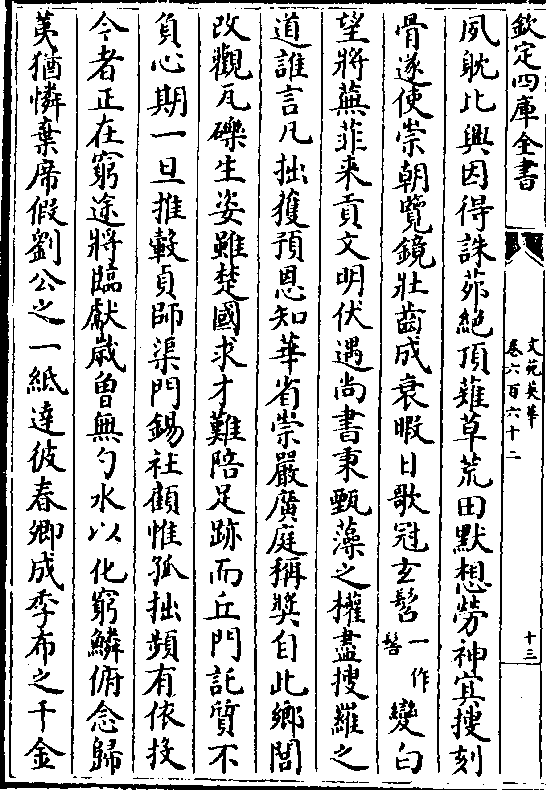 欽定四庫全書
文苑英華
卷六百六十二
十三
夙耽比興因得誅茆絶頂薙草荒田默想勞神㝠搜刻
骨遂使崇朝覽鏡壯齒成衰暇日歌冠玄髩一作髻變白
望將蕪菲来貢文明伏遇尚書秉甄藻之權盡搜羅之
道誰言凡拙獲預恩知華省崇嚴廣庭稱奬自此鄉閭
改觀瓦礫生姿雖楚國求才難陪足跡而丘門託質不
負心期一旦推轂貞師渠門錫社顧惟孤拙頻有依投
今者正在窮途將臨獻歲曾無勺水以化窮鱗俯念歸
荑猶憐棄席假劉公之一紙達彼春卿成季布之千金